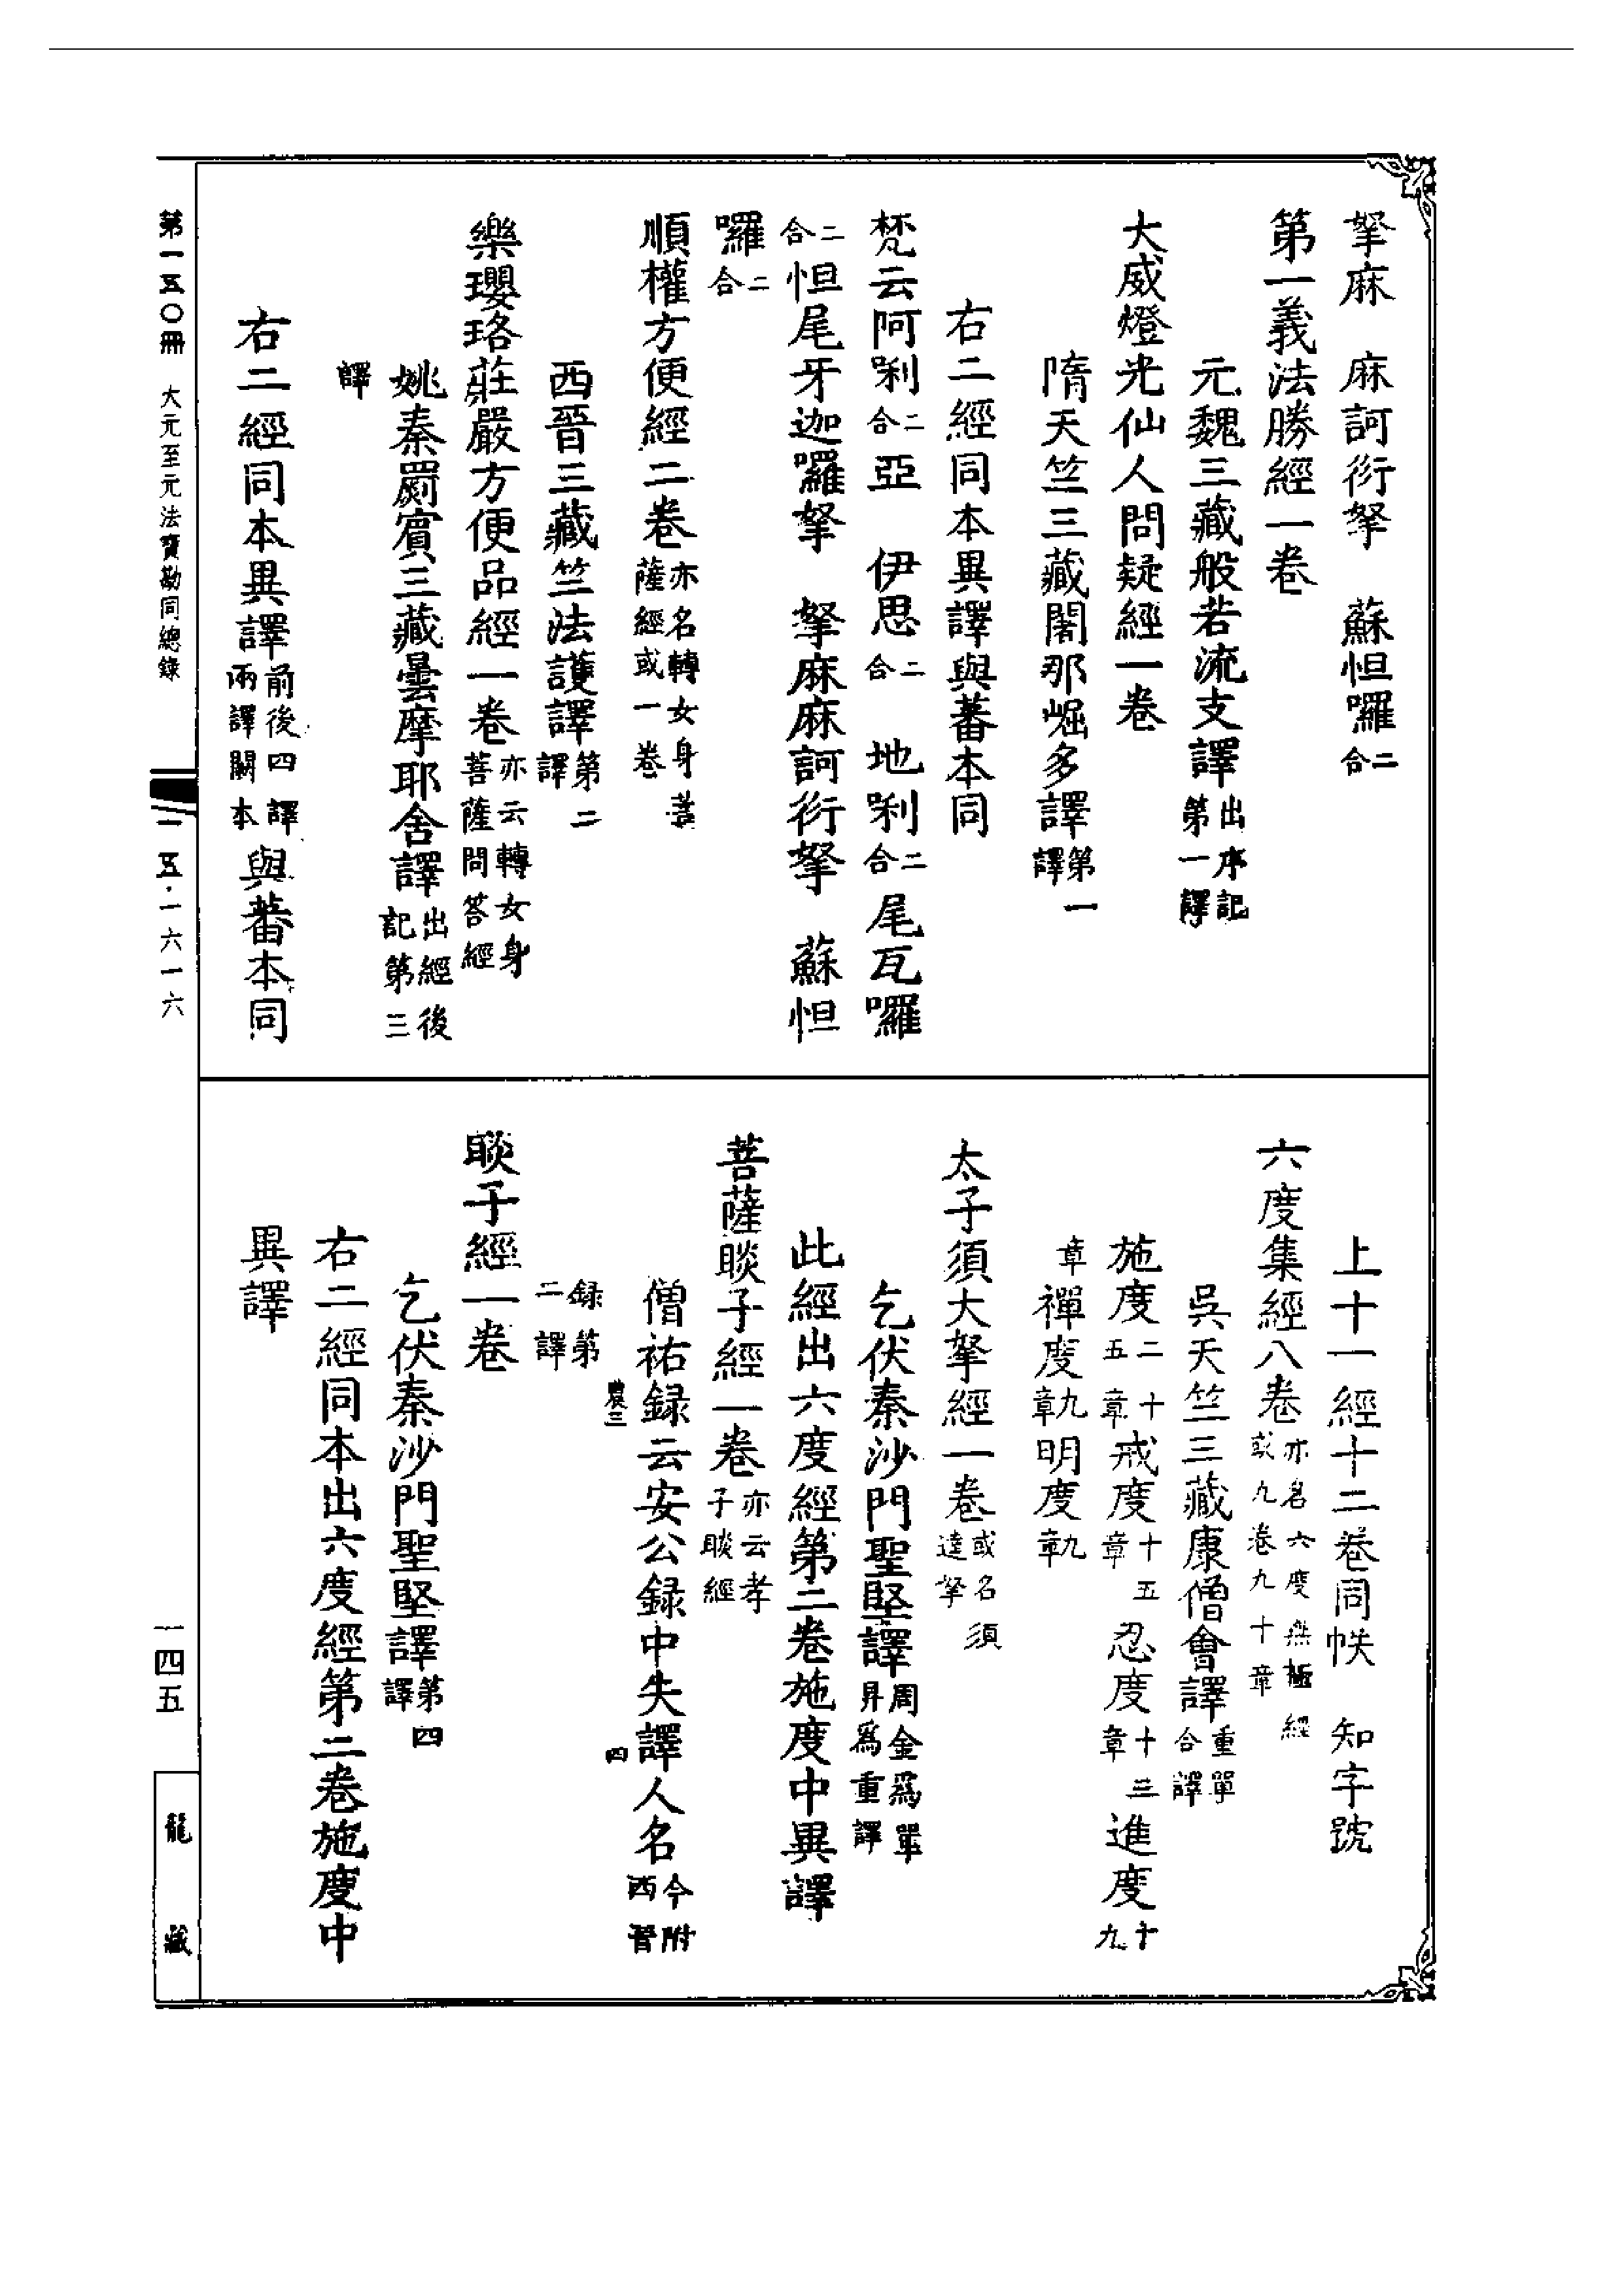 拏麻　麻訶衍拏　蘇怛囉二合
第一義法勝經一卷
元魏三藏般若流支譯出序記第一譯
大威燈光仙人問疑經一卷
隋天竺三藏闍那崛多譯第一譯
右二經同本異譯與蕃本同
梵云阿唎二合亞　伊思二合　地唎二合尾瓦囉
二合怛尾牙迦囉拏　拏麻麻訶衍拏　蘇怛
囉二合
順權方便經二卷亦名轉女身菩薩經或一卷
西晉三藏竺法護譯第二譯
樂瓔珞莊嚴方便品經一卷亦云轉女身菩薩問答經
姚秦罽賓三藏曇摩耶舍譯出經後記第三
譯
右二經同本異譯前後四譯兩譯闕本與蕃本同
上十一經十二卷同帙　知字號
六度集經八卷亦名六度無極經或九卷九十章
吳天竺三藏康僧會譯重單合譯
施度二十五章戒度十五章忍度十三章進度十九
章禪度九章明度九章
太子須大拏經一卷或名須達拏
乞伏秦沙門聖堅譯周金為單昇為重譯
此經出六度經第二卷施度中異譯
菩薩睒子經一卷亦云孝子睒經
僧祐録云安公録中失譯人名今附西晉
録第二譯
農三
四
睒子經一卷
乞伏秦沙門聖堅譯第四譯
右二經同本出六度經第二卷施度中
異譯
第一五〇冊　大元至元法寶勘同總錄
一五·一六一六
一四五
龍藏